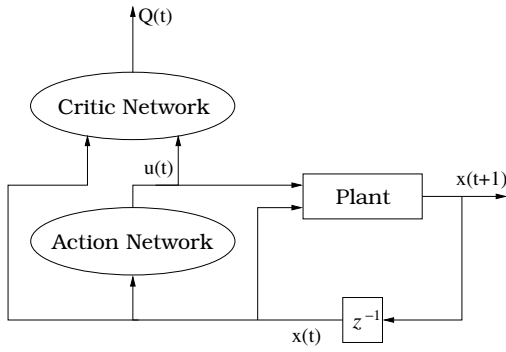 Q(t)
Critic Network
u(t)
x(t+1)
Plant
Action Network
x(t)
z⁻¹